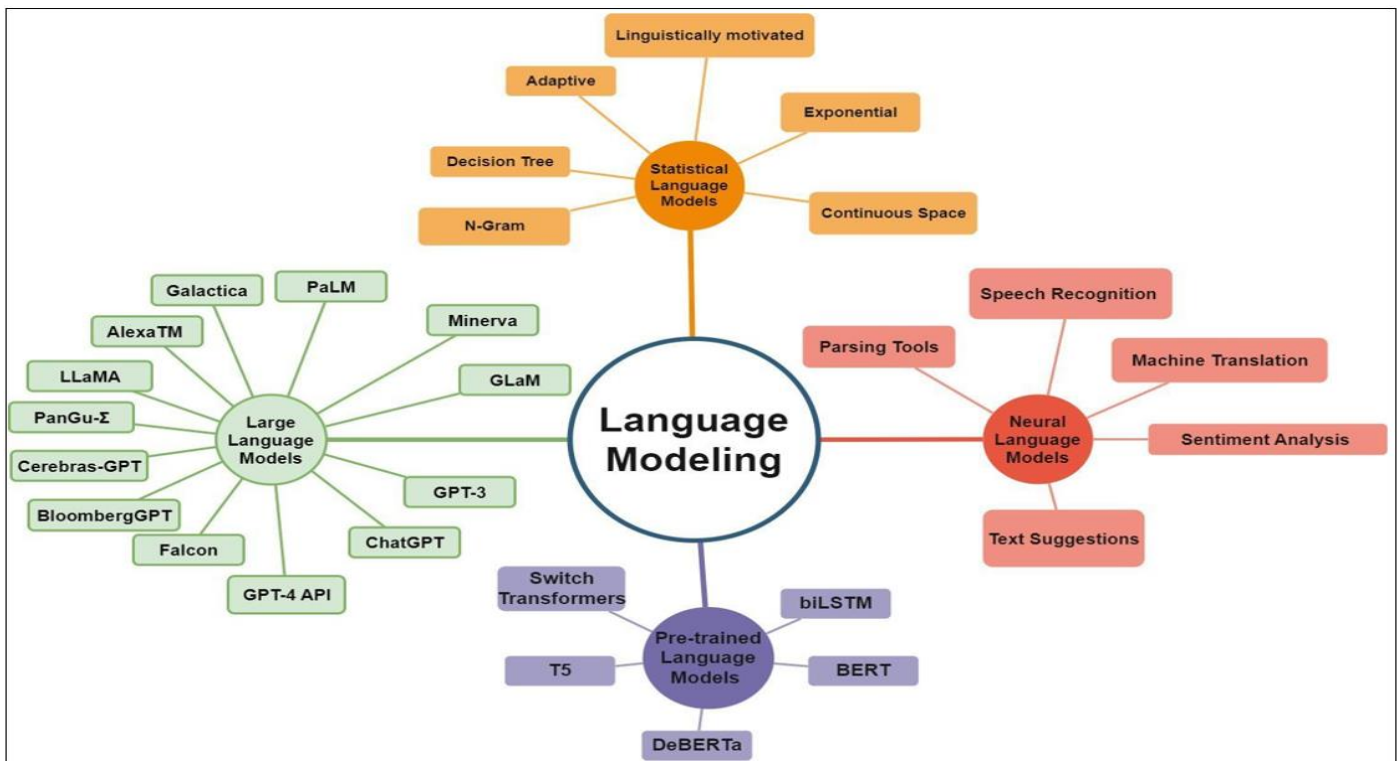 Linguistically motivated
Adaptive
Exponential
Decision Tree
Statistical
Language
Models
N-Gram
Continuous Space
Galactica
PaLM
Minerva
AlexaTM
LLaMA
GLaM
PanGu-Σ
Large
Language
Models
Cerebras-GPT
GPT-3
BloombergGPT
ChatGPT
Falcon
GPT-4 API
Language
Modeling
Speech Recognition
Parsing Tools
Machine Translation
Neural
Language
Models
Sentiment Analysis
Text Suggestions
Switch
Transformers
biLSTM
Pre-trained
Language
Models
T5
BERT
DeBERTa